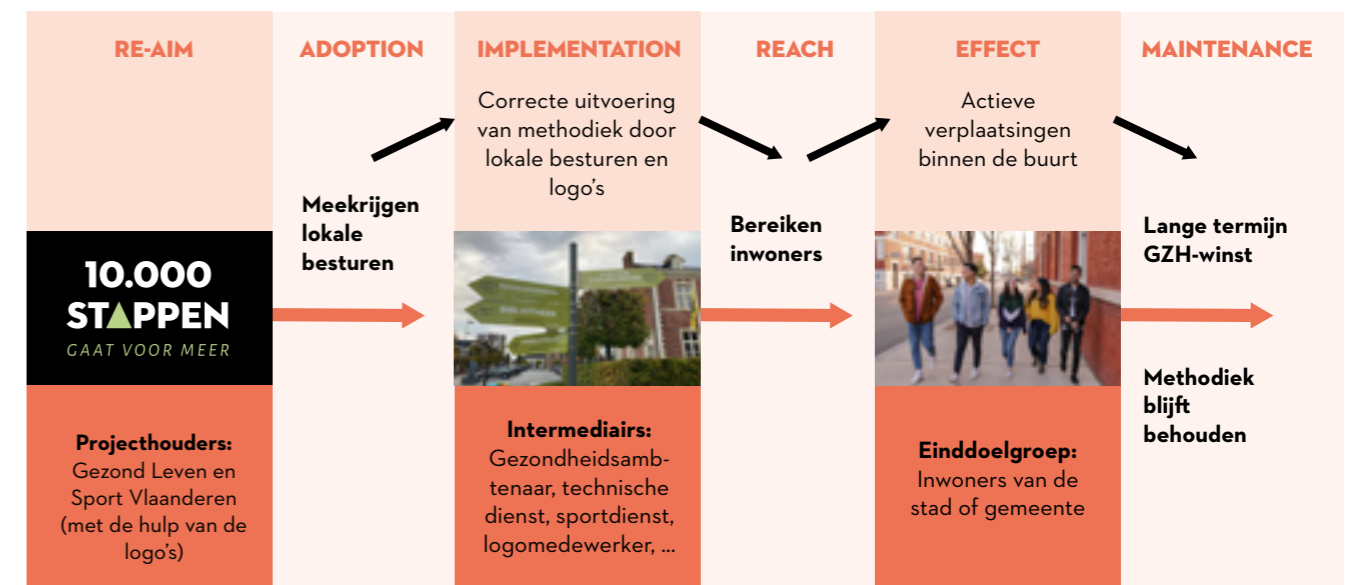 RE-AIM
ADOPTION
IMPLEMENTATION
REACH
EFFECT
MAINTENANCE
Correcte uitvoering
van methodiek door
lokale besturen en
logo's
Actieve
verplaatsingen
binnen de buurt
Meekrijgen
lokale
besturen
Bereiken
inwoners
Lange termijn
GZH-winst
10.000
STAPPEN
GAAT VOOR MEER
BIBLIOTHEEK
Methodiek
blijft
behouden
Projecthouders:
Gezond Leven en
Sport Vlaanderen
(met de hulp van de
logo's)
Intermediairs:
Gezondheidsamb-
tenaar, technische
dienst, sportdienst,
logomedewerker, ...
Einddoelgroep:
Inwoners van de
stad of gemeente